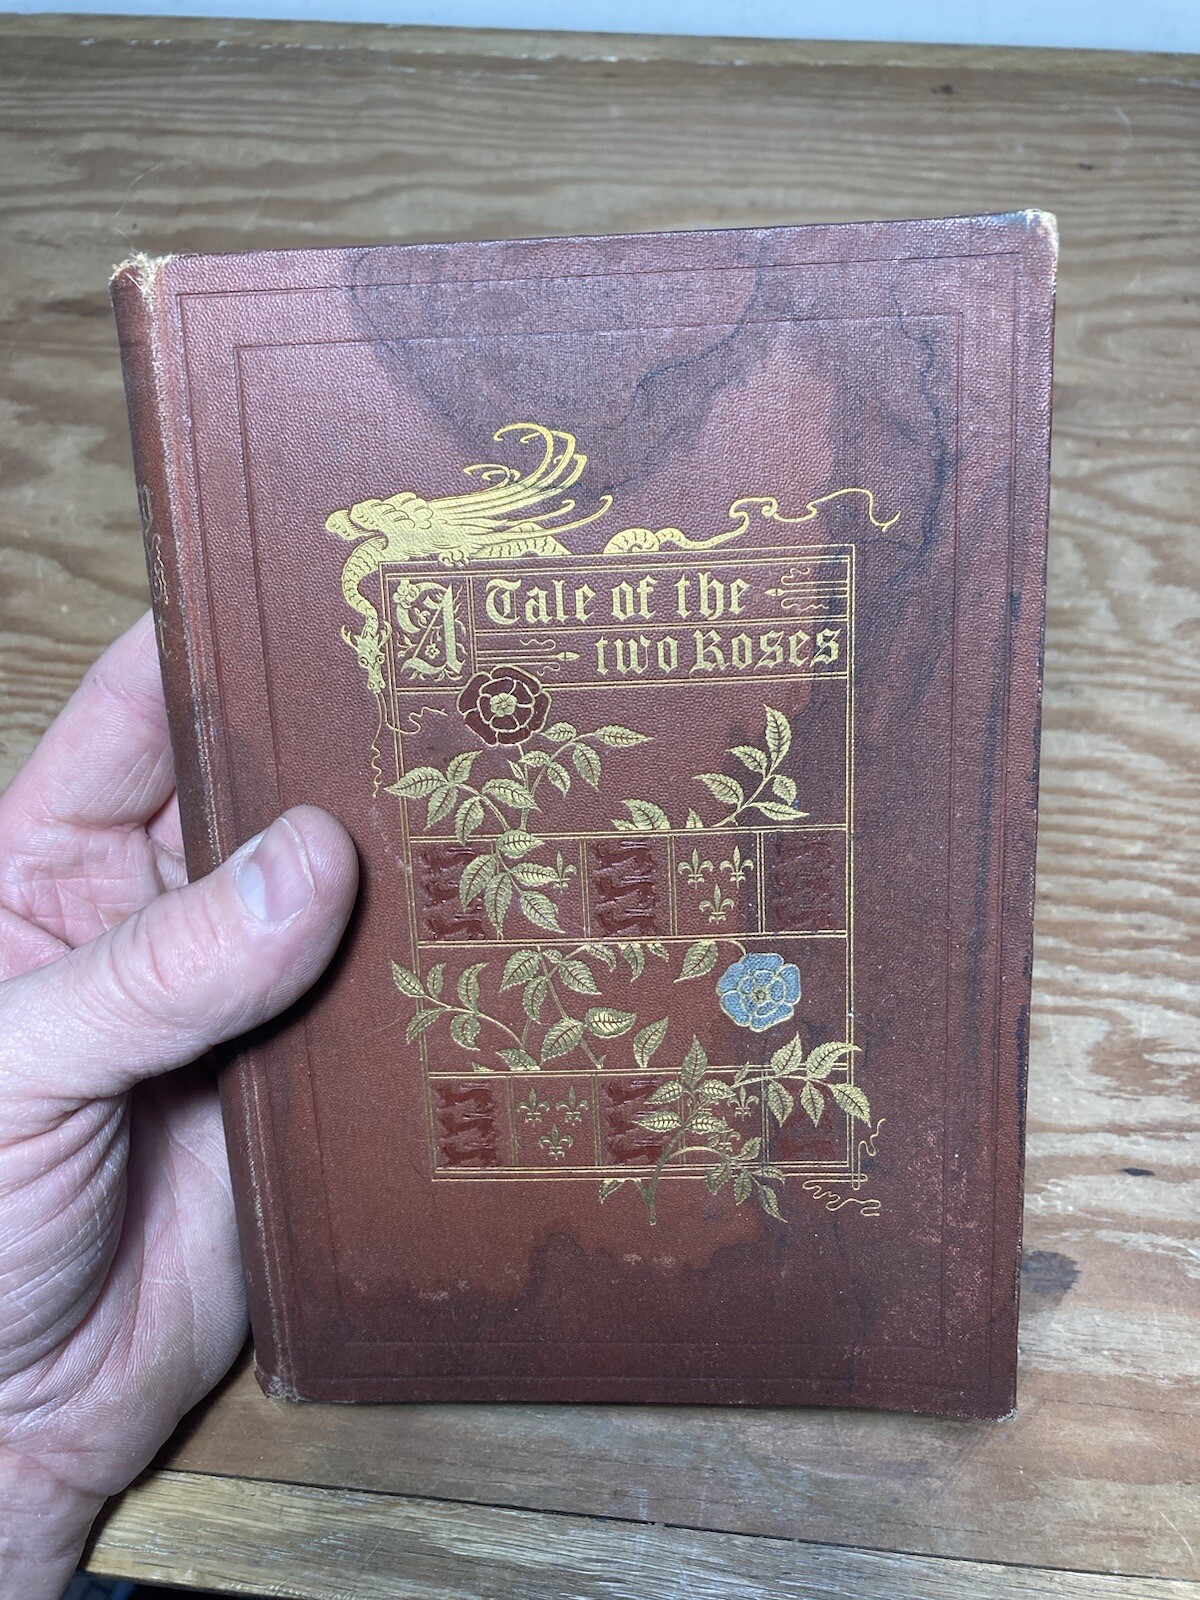 A Tale of the
two Roses